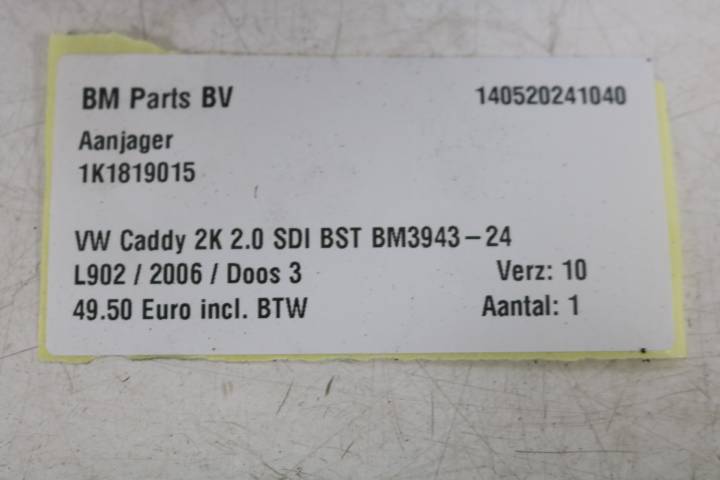 BM Parts BV 140520241040
Aanjager
1K1819015
VW Caddy 2K 2.0 SDI BST BM3943-24
L902 / 2006 / Doos 3 Verz: 10
49.50 Euro incl. BTW Aantal: 1